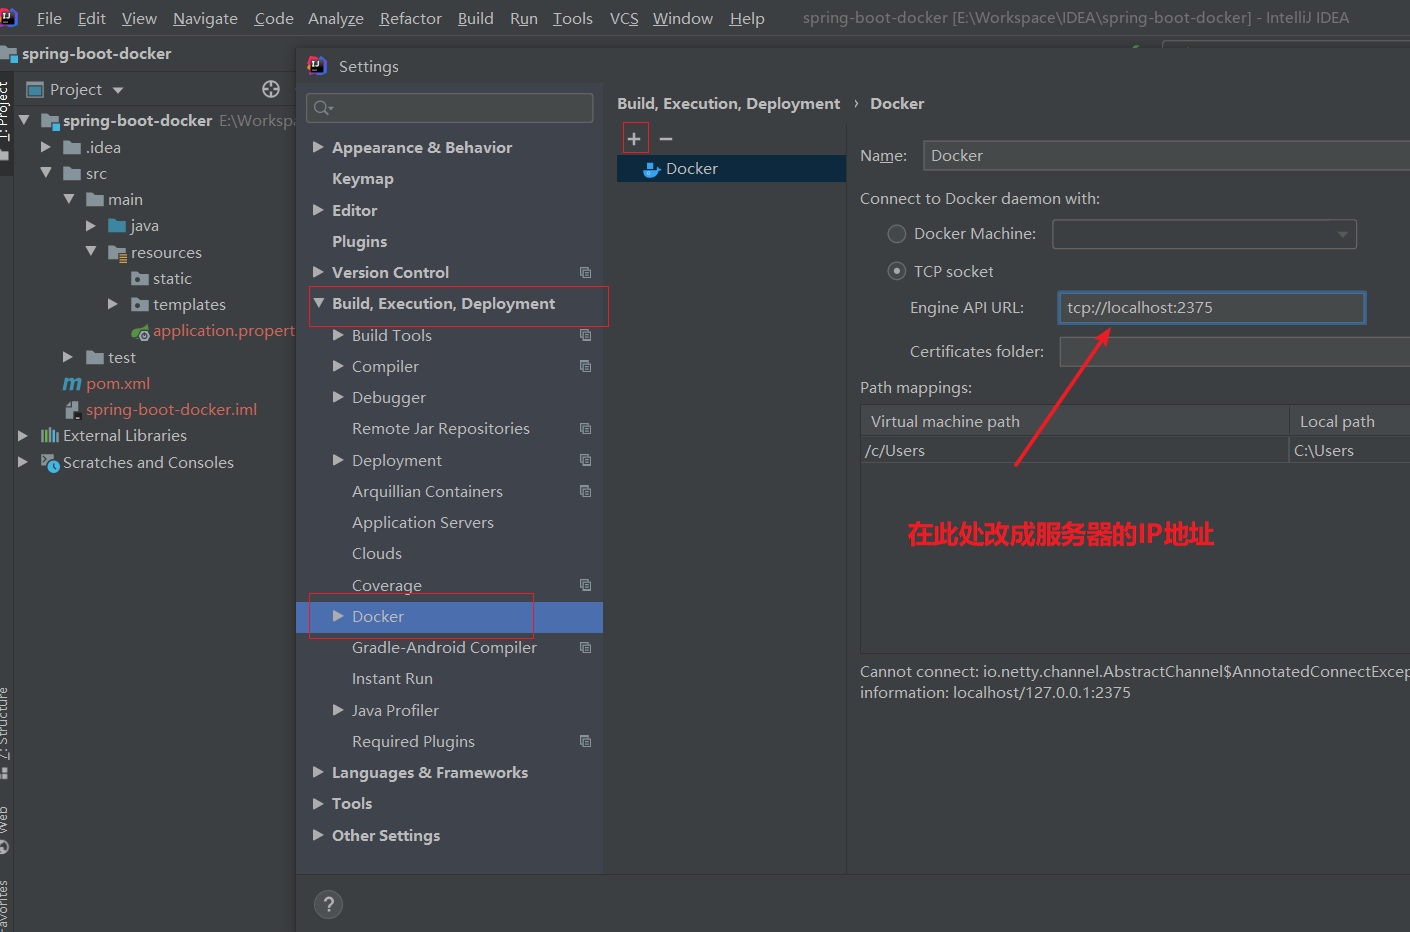 File Edit View Navigate Code Analyze Refactor Build Run Tools VCS Window Help spring-boot-docker [E:\Workspace\IDEA\spring-boot-docker] - IntelliJ IDEA
spring-boot-docker
Settings
1: Project
Project
spring-boot-docker E:\Workspa
.idea
src
main
java
resources
static
templates
application.propert
test
pom.xml
spring-boot-docker.iml
External Libraries
Scratches and Consoles
Z: Structure
Web
Favorites
Appearance & Behavior
Keymap
Editor
Plugins
Version Control
Build, Execution, Deployment
Build Tools
Compiler
Debugger
Remote Jar Repositories
Deployment
Arquillian Containers
Application Servers
Clouds
Coverage
Docker
Gradle-Android Compiler
Instant Run
Java Profiler
Required Plugins
Languages & Frameworks
Tools
Other Settings
?
Build, Execution, Deployment › Docker
+ −
Docker
Name: Docker
Connect to Docker daemon with:
Docker Machine:
TCP socket
Engine API URL: tcp://localhost:2375
Certificates folder:
Path mappings:
Virtual machine path Local path
/c/Users C:\Users
在此处改成服务器的IP地址
Cannot connect: io.netty.channel.AbstractChannel$AnnotatedConnectExcep
information: localhost/127.0.0.1:2375